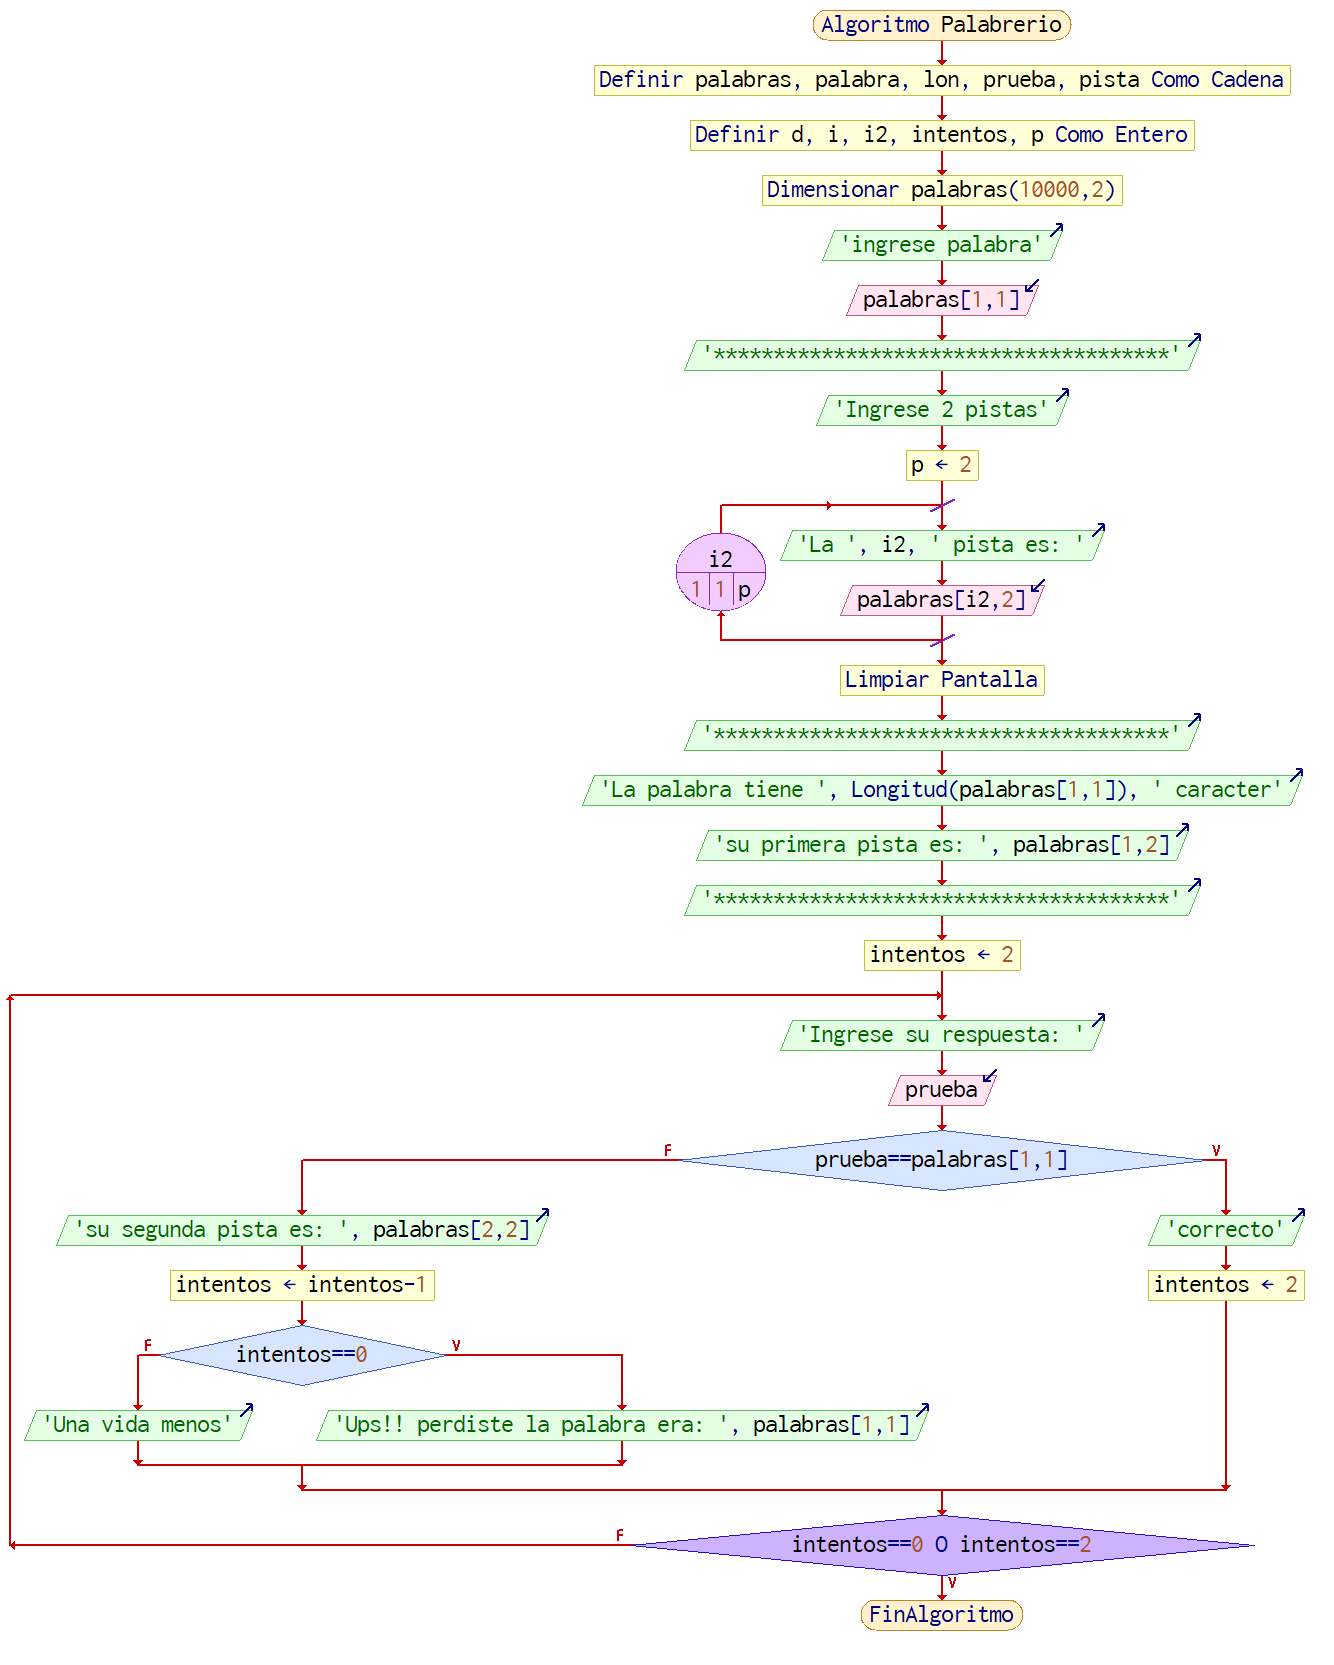 Algoritmo Palabrerio
Definir palabras, palabra, lon, prueba, pista Como Cadena
Definir d, i, i2, intentos, p Como Entero
Dimensionar palabras(10000,2)
'ingrese palabra'
palabras[1,1]
'**************************************'
'Ingrese 2 pistas'
p ← 2
i2
1 1 p
'La ', i2, ' pista es: '
palabras[i2,2]
Limpiar Pantalla
'**************************************'
'La palabra tiene ', Longitud(palabras[1,1]), ' caracter'
'su primera pista es: ', palabras[1,2]
'**************************************'
intentos ← 2
'Ingrese su respuesta: '
prueba
F
prueba==palabras[1,1]
V
'su segunda pista es: ', palabras[2,2]
'correcto'
intentos ← intentos-1
intentos ← 2
F
intentos==0
V
'Una vida menos'
'Ups!! perdiste la palabra era: ', palabras[1,1]
F
intentos==0 O intentos==2
V
FinAlgoritmo